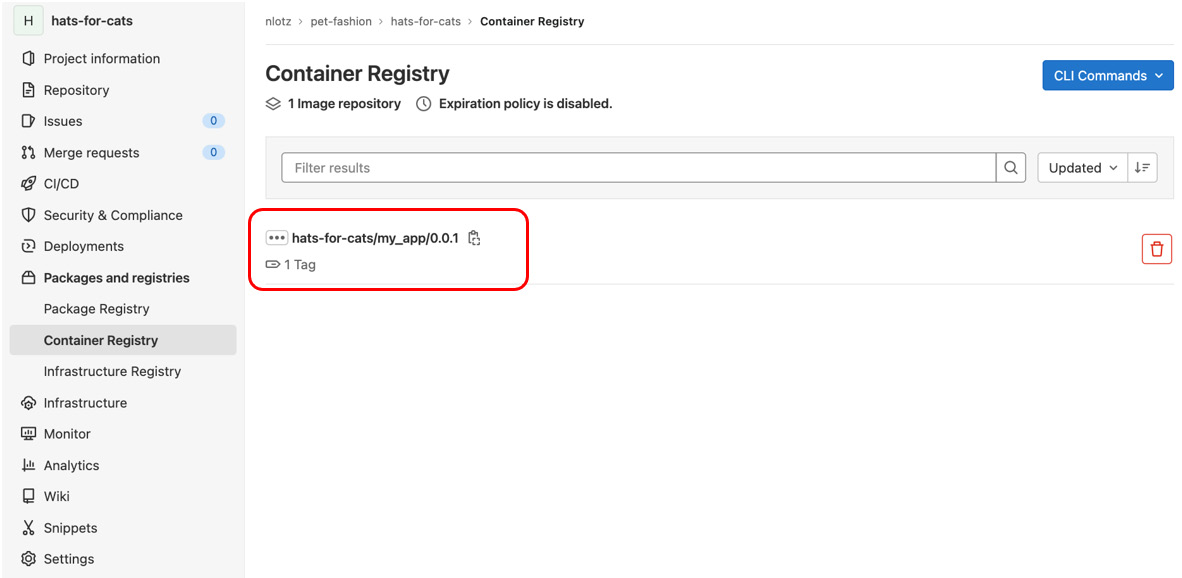 H hats-for-cats
Project information
Repository
Issues 0
Merge requests 0
CI/CD
Security & Compliance
Deployments
Packages and registries
Package Registry
Container Registry
Infrastructure Registry
Infrastructure
Monitor
Analytics
Wiki
Snippets
Settings
nlotz › pet-fashion › hats-for-cats › Container Registry
Container Registry
CLI Commands
1 Image repository Expiration policy is disabled.
Filter results
Updated
hats-for-cats/my_app/0.0.1
1 Tag